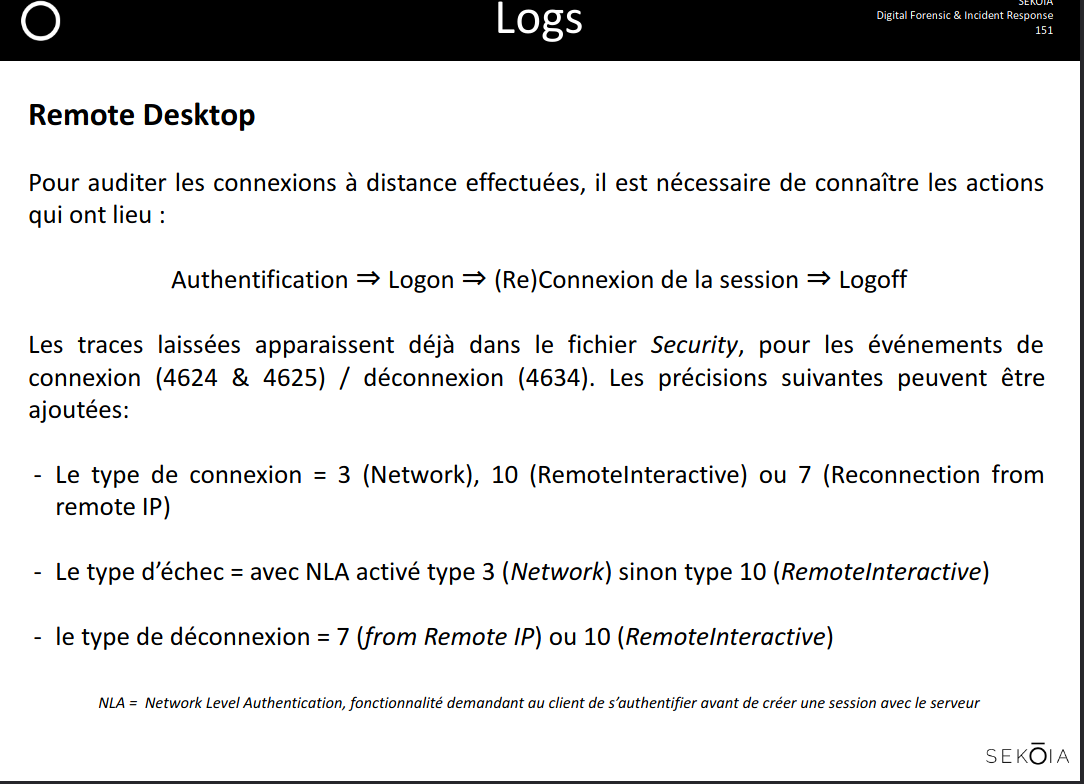 Logs
SEKOIA
Digital Forensic & Incident Response
151
Remote Desktop
Pour auditer les connexions à distance effectuées, il est nécessaire de connaître les actions
qui ont lieu :
Authentification ⇒ Logon ⇒ (Re)Connexion de la session ⇒ Logoff
Les traces laissées apparaissent déjà dans le fichier Security, pour les événements de
connexion (4624 & 4625) / déconnexion (4634). Les précisions suivantes peuvent être
ajoutées:
- Le type de connexion = 3 (Network), 10 (RemoteInteractive) ou 7 (Reconnection from
remote IP)
- Le type d’échec = avec NLA activé type 3 (Network) sinon type 10 (RemoteInteractive)
- le type de déconnexion = 7 (from Remote IP) ou 10 (RemoteInteractive)
NLA = Network Level Authentication, fonctionnalité demandant au client de s’authentifier avant de créer une session avec le serveur
SEKŌIA